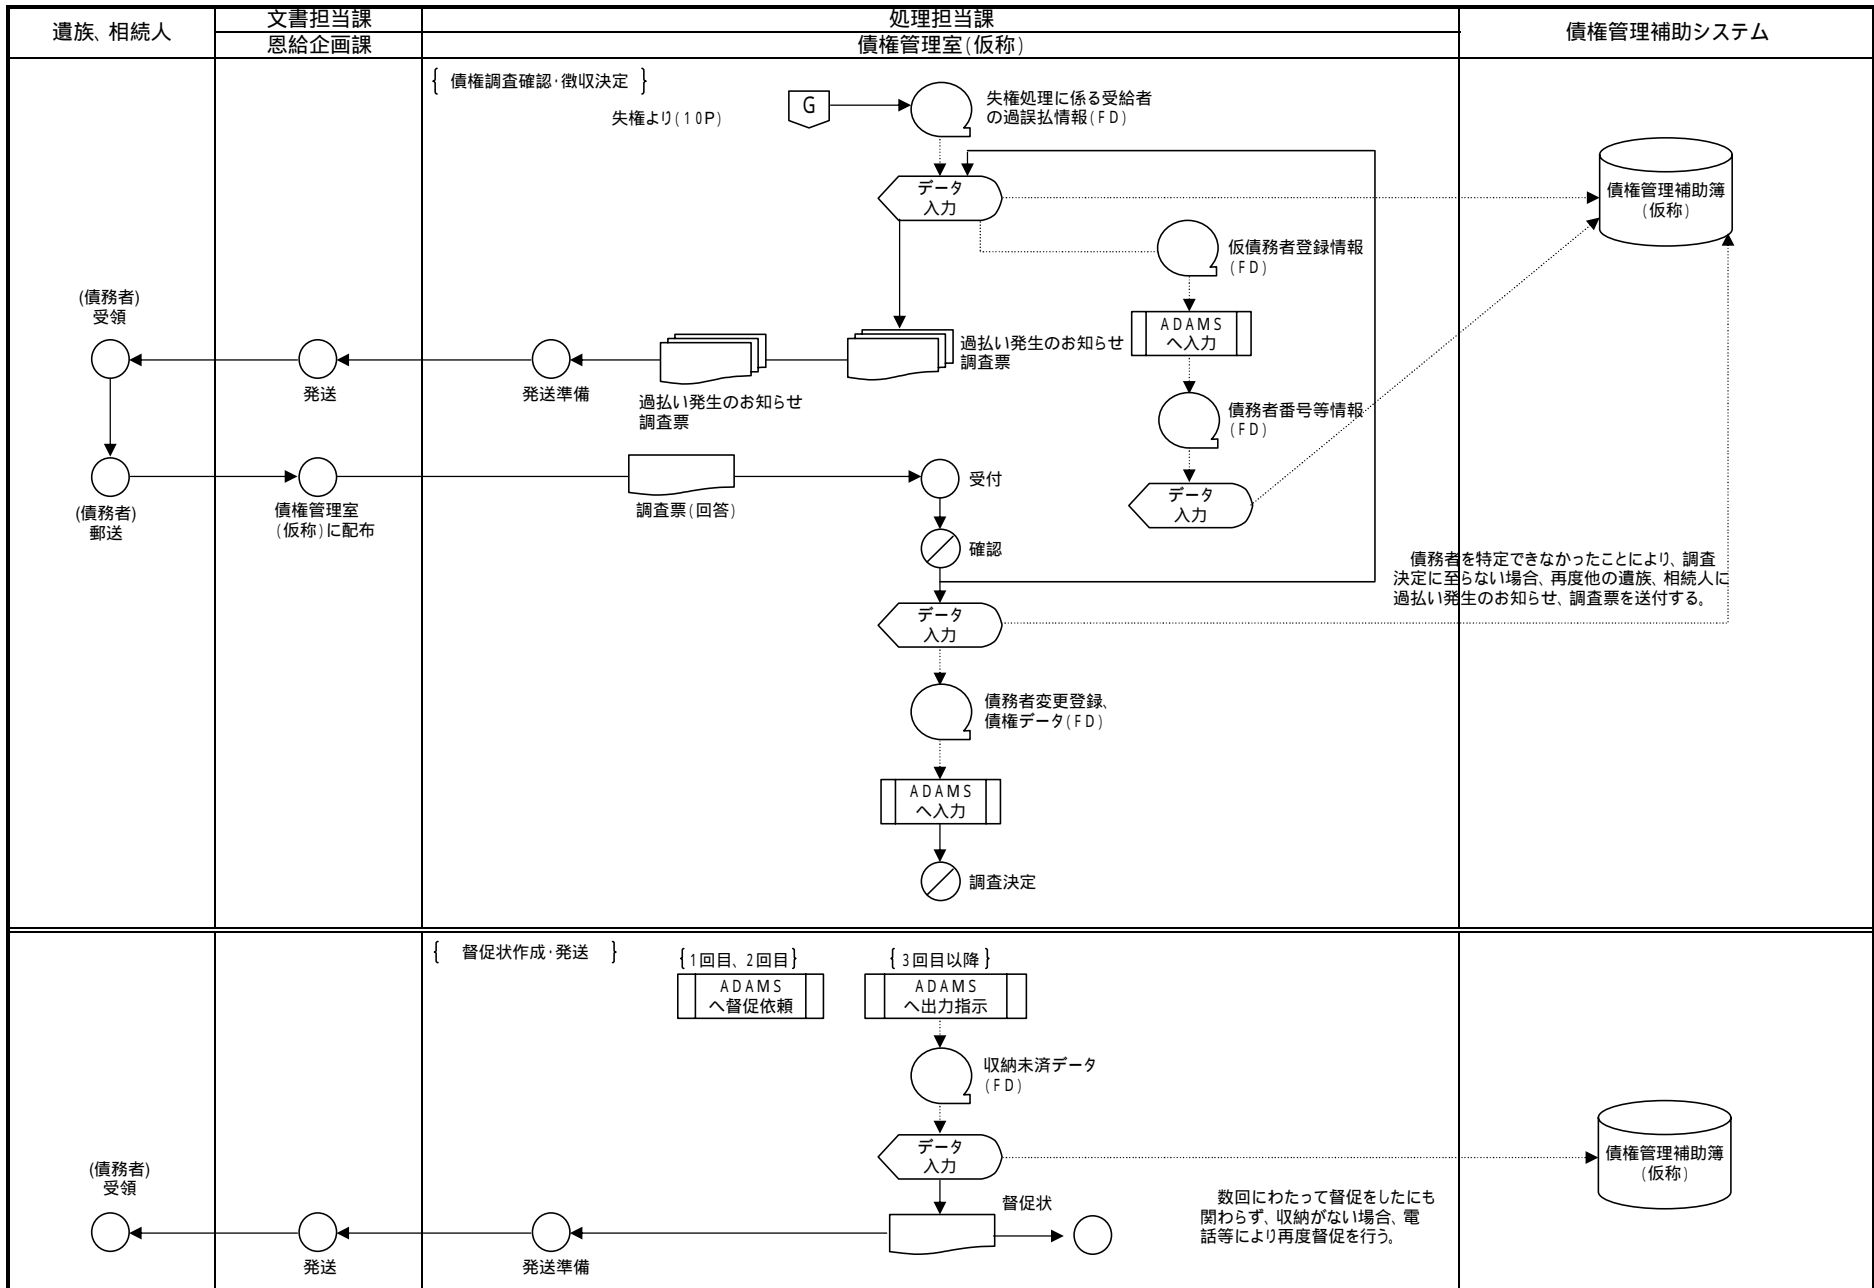 遺族、相続人
文書担当課
恩給企画課
処理担当課
債権管理室(仮称)
債権管理補助システム
{ 債権調査確認・徴収決定 }
失権より(10P)
G
失権処理に係る受給者
の過誤払情報(FD)
データ
入力
債権管理補助簿
(仮称)
仮債務者登録情報
(FD)
ADAMS
へ入力
債務者番号等情報
(FD)
データ
入力
(債務者)
受領
発送
発送準備
過払い発生のお知らせ
調査票
過払い発生のお知らせ
調査票
(債務者)
郵送
債権管理室
(仮称)に配布
調査票(回答)
受付
確認
債務者を特定できなかったことにより、調査
決定に至らない場合、再度他の遺族、相続人に
過払い発生のお知らせ、調査票を送付する。
データ
入力
債務者変更登録、
債権データ(FD)
ADAMS
へ入力
調査決定
{ 督促状作成・発送 }
{1回目、2回目}
ADAMS
へ督促依頼
{3回目以降}
ADAMS
へ出力指示
収納未済データ
(FD)
データ
入力
債権管理補助簿
(仮称)
(債務者)
受領
発送
発送準備
督促状
数回にわたって督促をしたにも
関わらず、収納がない場合、電
話等により再度督促を行う。